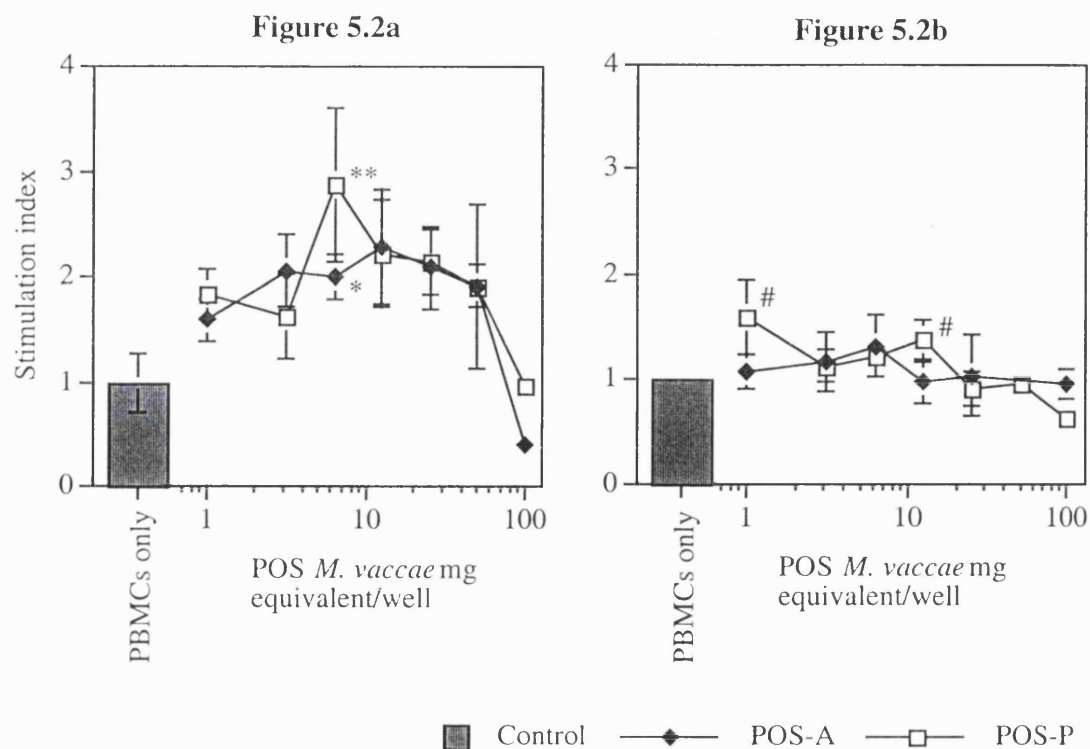 Figure 5.2a
Figure 5.2b
4
3
2
1
0
Stimulation index
**
*
1
10
100
PBMCs only
POS M. vaccae mg
equivalent/well
4
3
2
1
0
#
#
1
10
100
PBMCs only
POS M. vaccae mg
equivalent/well
Control
POS-A
POS-P